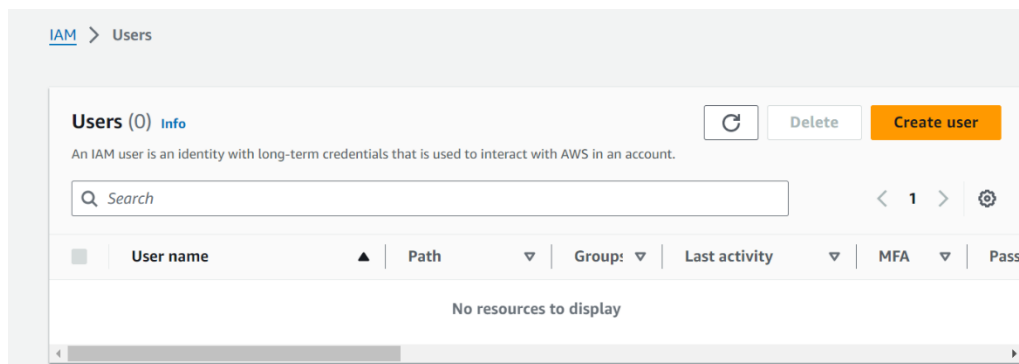 IAM > Users
Users (0) Info
Delete
Create user
An IAM user is an identity with long-term credentials that is used to interact with AWS in an account.
Search
< 1 >
User name
Path
Groups
Last activity
MFA
Pass
No resources to display